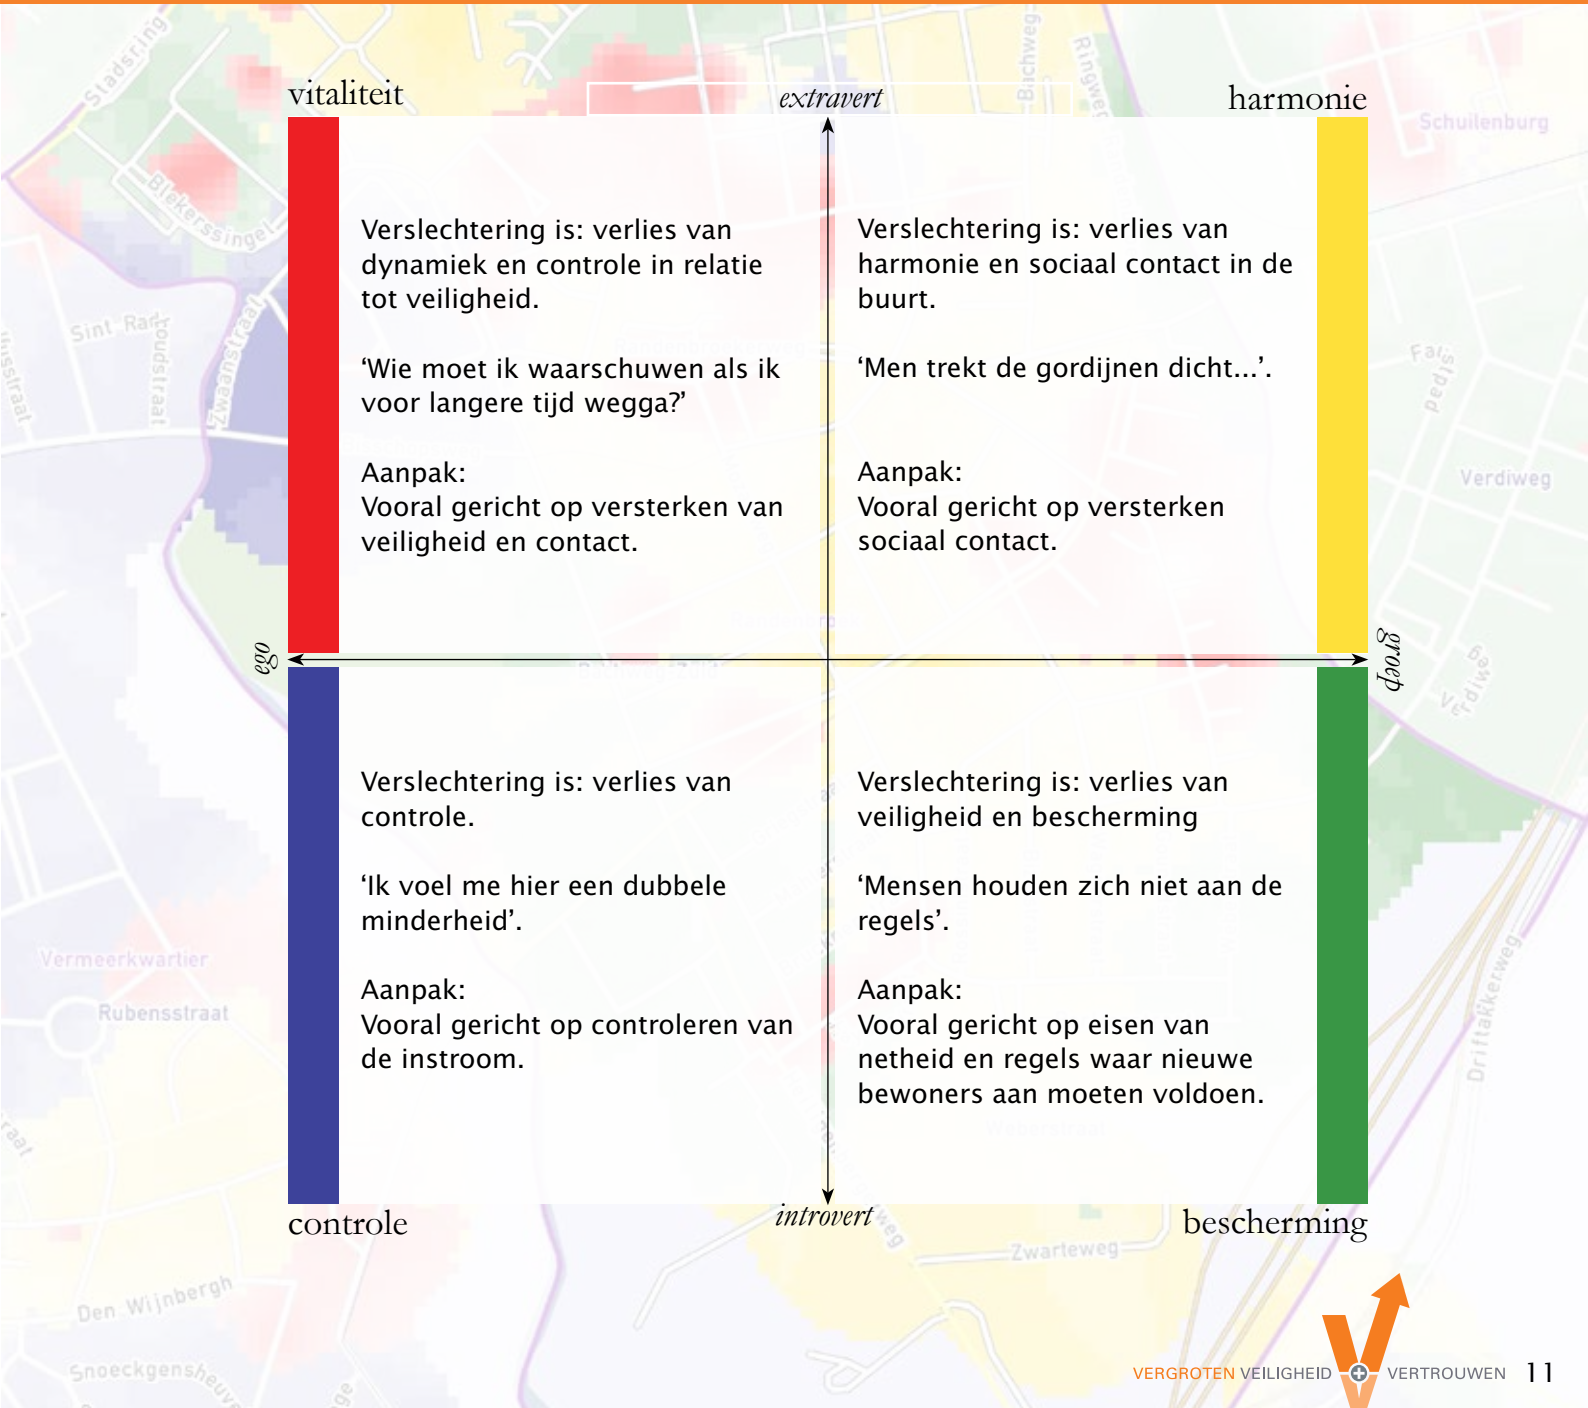 vitaliteit
extravert
harmonie
Verslechtering is: verlies van
dynamiek en controle in relatie
tot veiligheid.
‘Wie moet ik waarschuwen als ik
voor langere tijd wegga?’
Aanpak:
Vooral gericht op versterken van
veiligheid en contact.
Verslechtering is: verlies van
harmonie en sociaal contact in de
buurt.
‘Men trekt de gordijnen dicht...’.
Aanpak:
Vooral gericht op versterken
sociaal contact.
ego
groep
Verslechtering is: verlies van
controle.
‘Ik voel me hier een dubbele
minderheid’.
Aanpak:
Vooral gericht op controleren van
de instroom.
Verslechtering is: verlies van
veiligheid en bescherming
‘Mensen houden zich niet aan de
regels’.
Aanpak:
Vooral gericht op eisen van
netheid en regels waar nieuwe
bewoners aan moeten voldoen.
controle
introvert
bescherming
Stadsring
Blekerssingel
Zwaanstraat
Schuilenburg
Verdiweg
Verdiweg
Vermeerkwartier
Rubensstraat
Driftakkerweg
Zwarteweg
Den Wijnbergh
VERGROTEN VEILIGHEID + VERTROUWEN 11